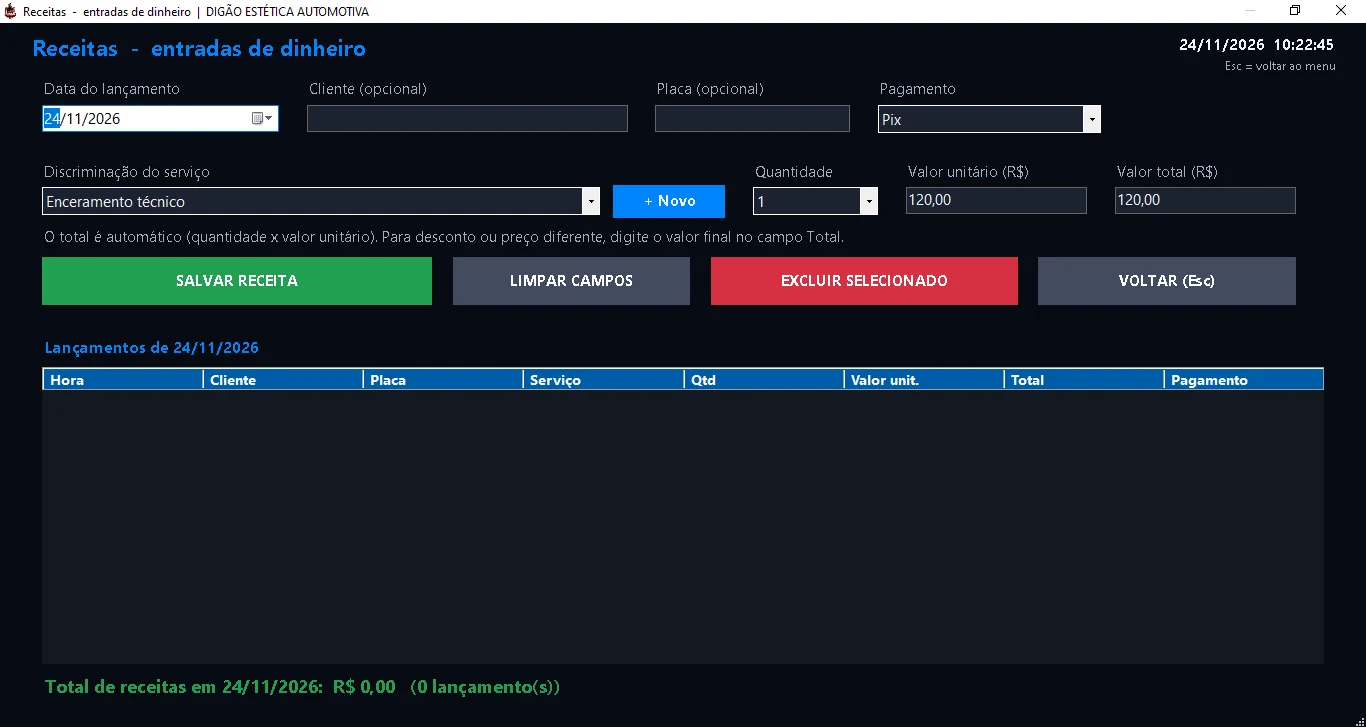 Receitas - entradas de dinheiro | DIGÃO ESTÉTICA AUTOMOTIVA
Receitas - entradas de dinheiro
24/11/2026 10:22:45
Esc = voltar ao menu
Data do lançamento Cliente (opcional) Placa (opcional) Pagamento
24/11/2026 Pix
Discriminação do serviço Quantidade Valor unitário (R$) Valor total (R$)
Enceramento técnico + Novo 1 120,00 120,00
O total é automático (quantidade x valor unitário). Para desconto ou preço diferente, digite o valor final no campo Total.
SALVAR RECEITA LIMPAR CAMPOS EXCLUIR SELECIONADO VOLTAR (Esc)
Lançamentos de 24/11/2026
Hora Cliente Placa Serviço Qtd Valor unit. Total Pagamento
Total de receitas em 24/11/2026: R$ 0,00 (0 lançamento(s))